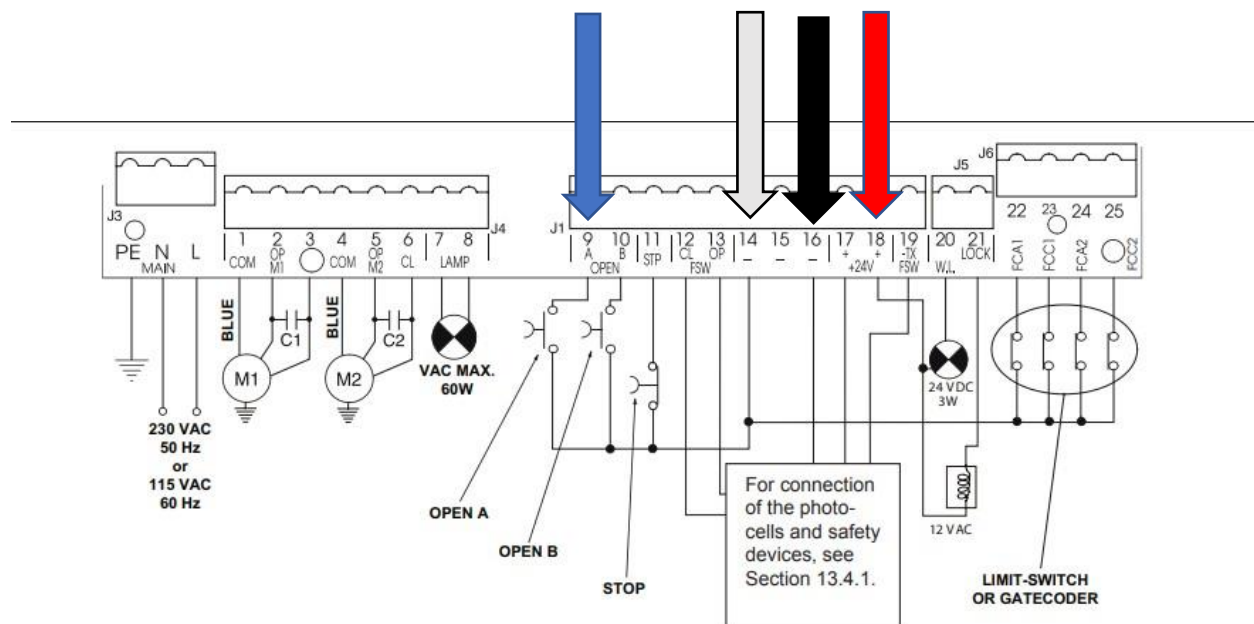 J3
PE N L
MAIN
1 2 3 4 5 6 7 8
J4
COM OP M1 COM OP M2 CL LAMP
J1
9 10 11 12 13 14 15 16 17 18 19
A B STP CL OP – – – + + -TX
OPEN FSW +24V FSW
J5
20 21
W.L. LOCK
J6
22 23 24 25
FCA1 FCC1 FCA2 FCC2
BLUE
BLUE
C1
C2
M1
M2
VAC MAX.
60W
230 VAC
50 Hz
or
115 VAC
60 Hz
OPEN A
OPEN B
STOP
For connection
of the photo-
cells and safety
devices, see
Section 13.4.1.
24 VDC
3W
12 VAC
LIMIT-SWITCH
OR GATECODER